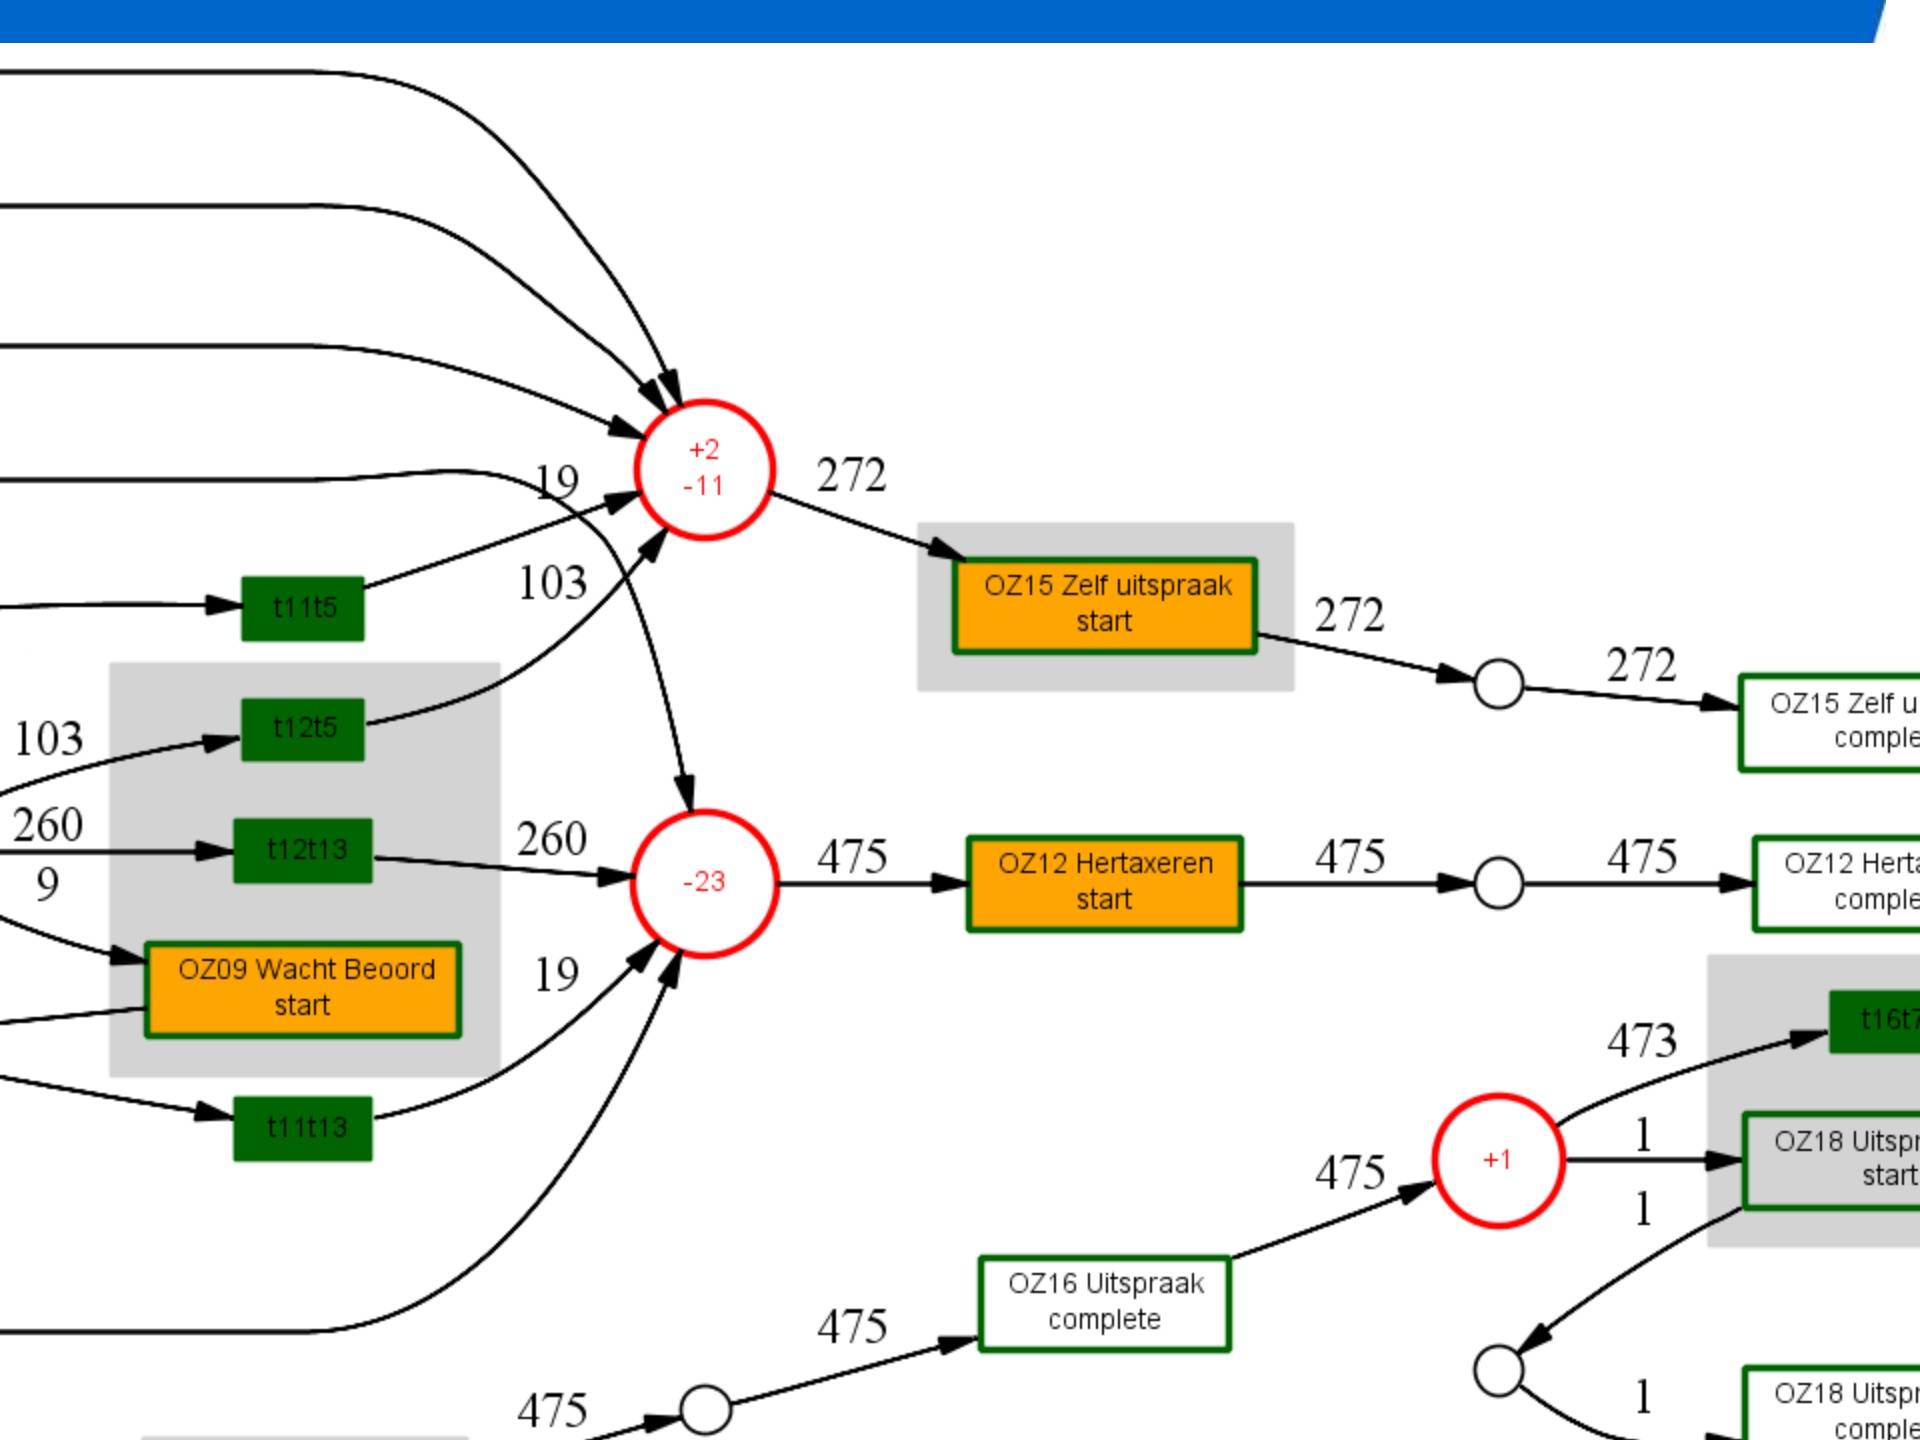 +2
-11
19
272
103
t11t5
OZ15 Zelf uitspraak
start
272
272
OZ15 Zelf u
comple
t12t5
103
260
t12t13
260
-23
475
OZ12 Hertaxeren
start
475
475
OZ12 Herta
comple
9
OZ09 Wacht Beoord
start
19
t11t13
473
t16t7
+1
1
OZ18 Uitspr
start
1
475
OZ16 Uitspraak
complete
475
475
1
OZ18 Uitspr
comple